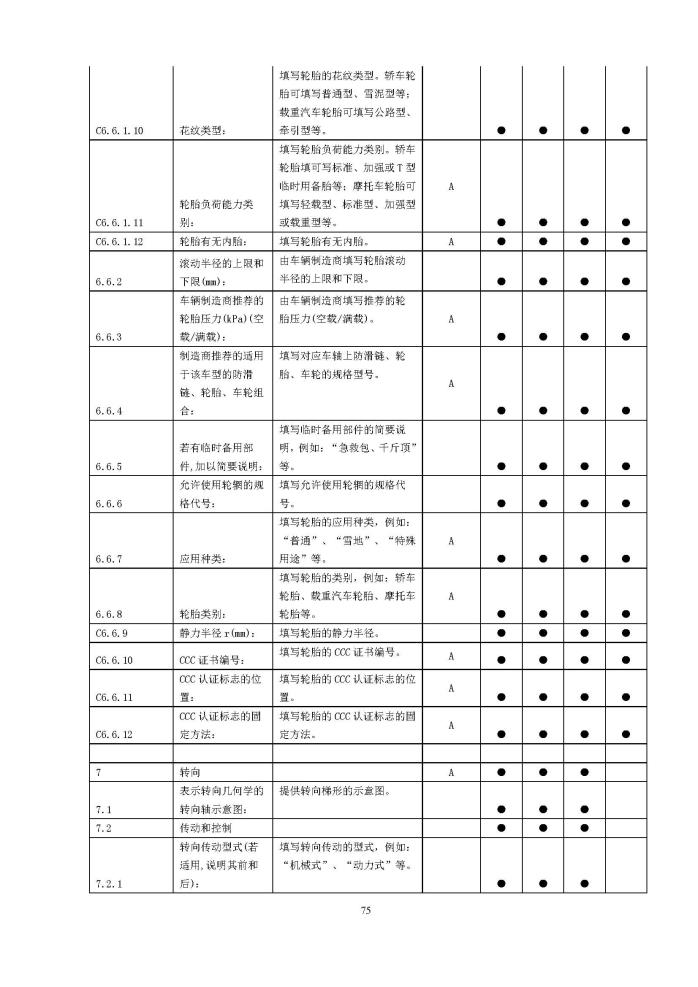 填写轮胎的花纹类型。轿车轮
胎可填写普通型、雪泥型等；
载重汽车轮胎可填写公路型、
C6.6.1.10 花纹类型： 牵引型等。 ● ● ● ●
填写轮胎负荷能力类别。轿车
轮胎填可写标准、加强或 T 型
临时用备胎等；摩托车轮胎可 A
轮胎负荷能力类 填写轻载型、标准型、加强型
C6.6.1.11 别： 或载重型等。 ● ● ● ●
C6.6.1.12 轮胎有无内胎： 填写轮胎有无内胎。 A ● ● ● ●
滚动半径的上限和 由车辆制造商填写轮胎滚动
6.6.2 下限(mm)： 半径的上限和下限。 ● ● ● ●
车辆制造商推荐的 由车辆制造商填写推荐的轮
轮胎压力(kPa)(空 胎压力(空载/满载)。 A
6.6.3 载/满载)： ● ● ● ●
制造商推荐的适用 填写对应车轴上防滑链、轮
于该车型的防滑 胎、车轮的规格型号。
链、轮胎、车轮组 A
6.6.4 合： ● ● ● ●
填写临时备用部件的简要说
若有临时备用部 明，例如：“急救包、千斤顶”
6.6.5 件,加以简要说明： 等。 ● ● ● ●
允许使用轮辋的规 填写允许使用轮辋的规格代
6.6.6 格代号： 号。 ● ● ● ●
填写轮胎的应用种类，例如：
“普通”、“雪地”、“特殊 A
6.6.7 应用种类： 用途”等。 ● ● ● ●
填写轮胎的类别，例如：轿车
轮胎、载重汽车轮胎、摩托车 A
6.6.8 轮胎类别： 轮胎等。 ● ● ● ●
C6.6.9 静力半径 r(mm)： 填写轮胎的静力半径。 ● ● ● ●
C6.6.10 CCC 证书编号： 填写轮胎的 CCC 证书编号。 A ● ● ● ●
CCC 认证标志的位 填写轮胎的 CCC 认证标志的位
C6.6.11 置： 置。 A ● ● ● ●
CCC 认证标志的固 填写轮胎的 CCC 认证标志的固
C6.6.12 定方法： 定方法。 A ● ● ● ●
7 转向 A ● ● ●
表示转向几何学的 提供转向梯形的示意图。
7.1 转向轴示意图： ● ● ●
7.2 传动和控制 ● ● ●
转向传动型式(若 填写转向传动的型式，例如：
适用,说明其前和 “机械式”、“动力式”等。
7.2.1 后)： ● ● ●
75